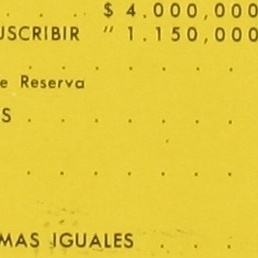 $ 4.000,000
USCRIBIR " 1.150,000
e Reserva
S
MAS IGUALES